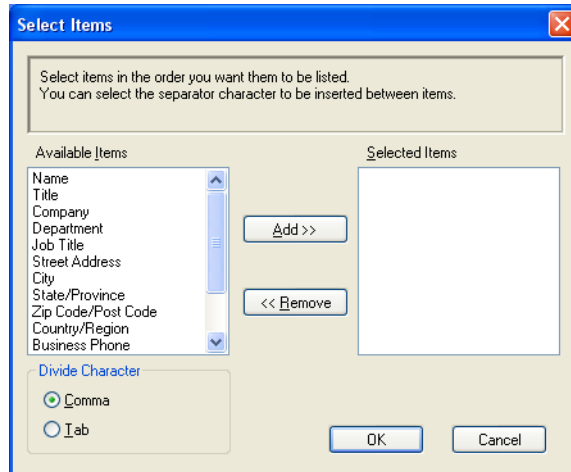 Select Items
Select items in the order you want them to be listed.
You can select the separator character to be inserted between items.
Available Items
Selected Items
Name
Title
Company
Department
Job Title
Street Address
City
State/Province
Zip Code/Post Code
Country/Region
Business Phone
Add >>
<< Remove
Divide Character
Comma
Tab
OK
Cancel